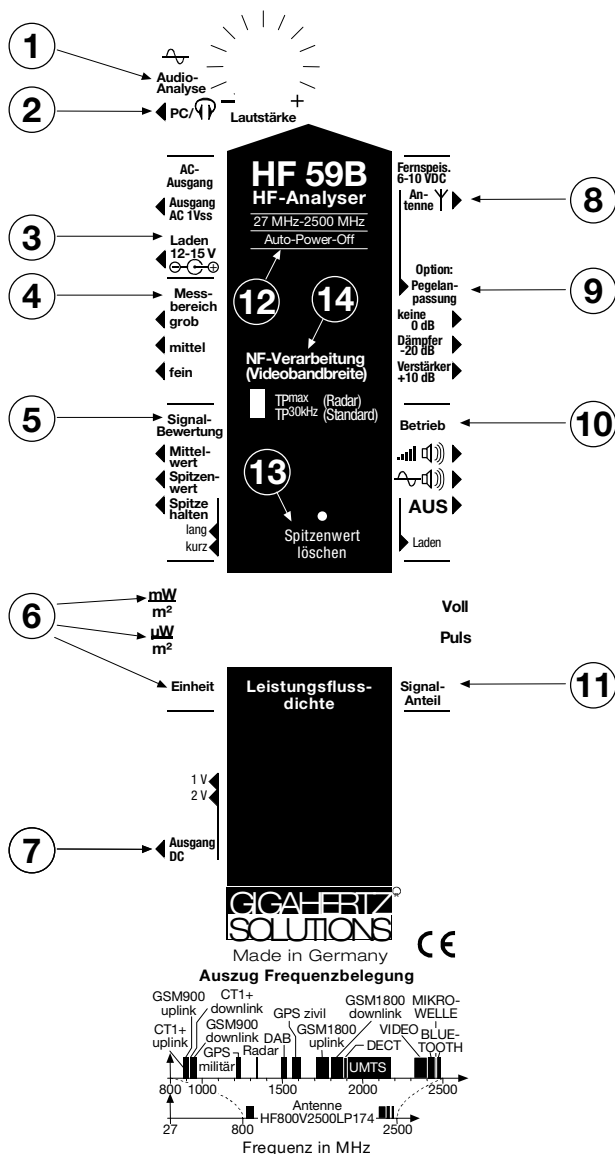 1
Audio-
Analyse
2
PC/
Lautstärke
− +
AC-
Ausgang
Ausgang
AC 1Vss
3
Laden
12-15 V
4
Mess-
bereich
grob
mittel
fein
5
Signal-
Bewertung
Mittel-
wert
Spitzen-
wert
Spitze
halten
lang
kurz
HF 59B
HF-Analyser
27 MHz-2500 MHz
Auto-Power-Off
12
14
NF-Verarbeitung
(Videobandbreite)
TPmax (Radar)
TP30kHz (Standard)
13
Spitzenwert
löschen
Fernspeis.
6-10 VDC
An-
tenne
8
Option:
Pegelan-
passung
9
keine
0 dB
Dämpfer
-20 dB
Verstärker
+10 dB
Betrieb
10
AUS
Laden
6
mW
m²
µW
m²
Einheit
Voll
Puls
Signal-
Anteil
11
Leistungsfluss-
dichte
1 V
2 V
7
Ausgang
DC
GIGAHERTZ
SOLUTIONS
R
Made in Germany
CE
Auszug Frequenzbelegung
GSM900
uplink
CT1+
downlink
CT1+
uplink
GSM900
downlink
GPS
militär
Radar
DAB
GPS zivil
GSM1800
uplink
GSM1800
downlink
DECT
UMTS
VIDEO
MIKRO-
WELLE
BLUE-
TOOTH
800 1000 1500 2000 2500
Antenne
HF800V2500LP174
27 800 2500
Frequenz in MHz